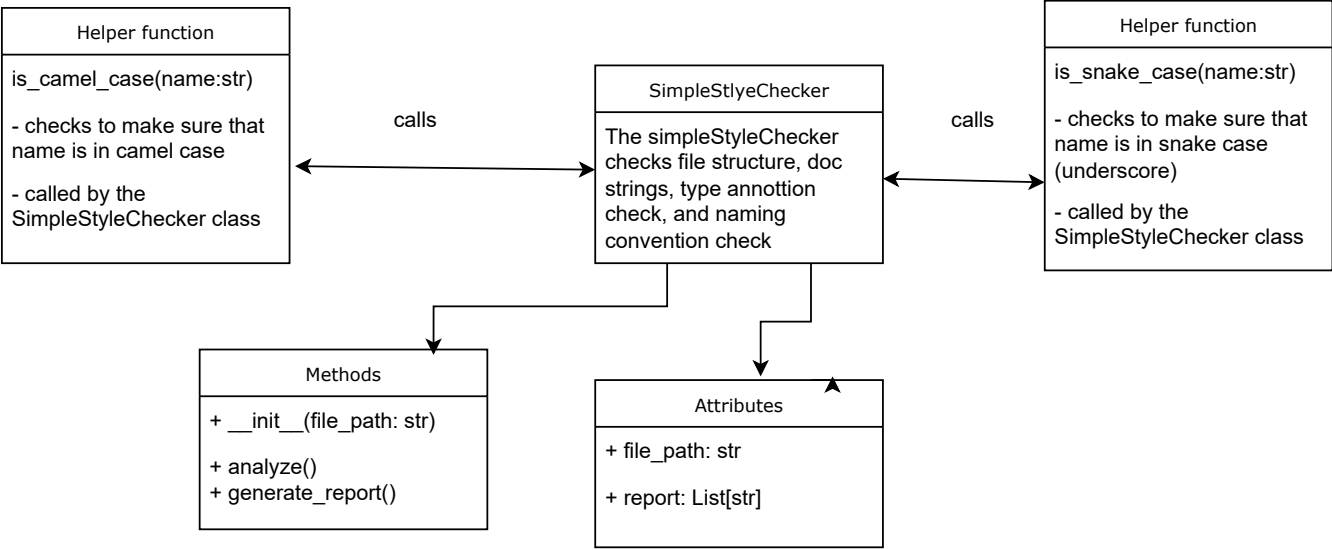 Helper function
is_camel_case(name:str)
- checks to make sure that
name is in camel case
- called by the
SimpleStyleChecker class
calls
SimpleStlyeChecker
The simpleStyleChecker
checks file structure, doc
strings, type annottion
check, and naming
convention check
calls
Helper function
is_snake_case(name:str)
- checks to make sure that
name is in snake case
(underscore)
- called by the
SimpleStyleChecker class
Methods
+ __init__(file_path: str)
+ analyze()
+ generate_report()
Attributes
+ file_path: str
+ report: List[str]